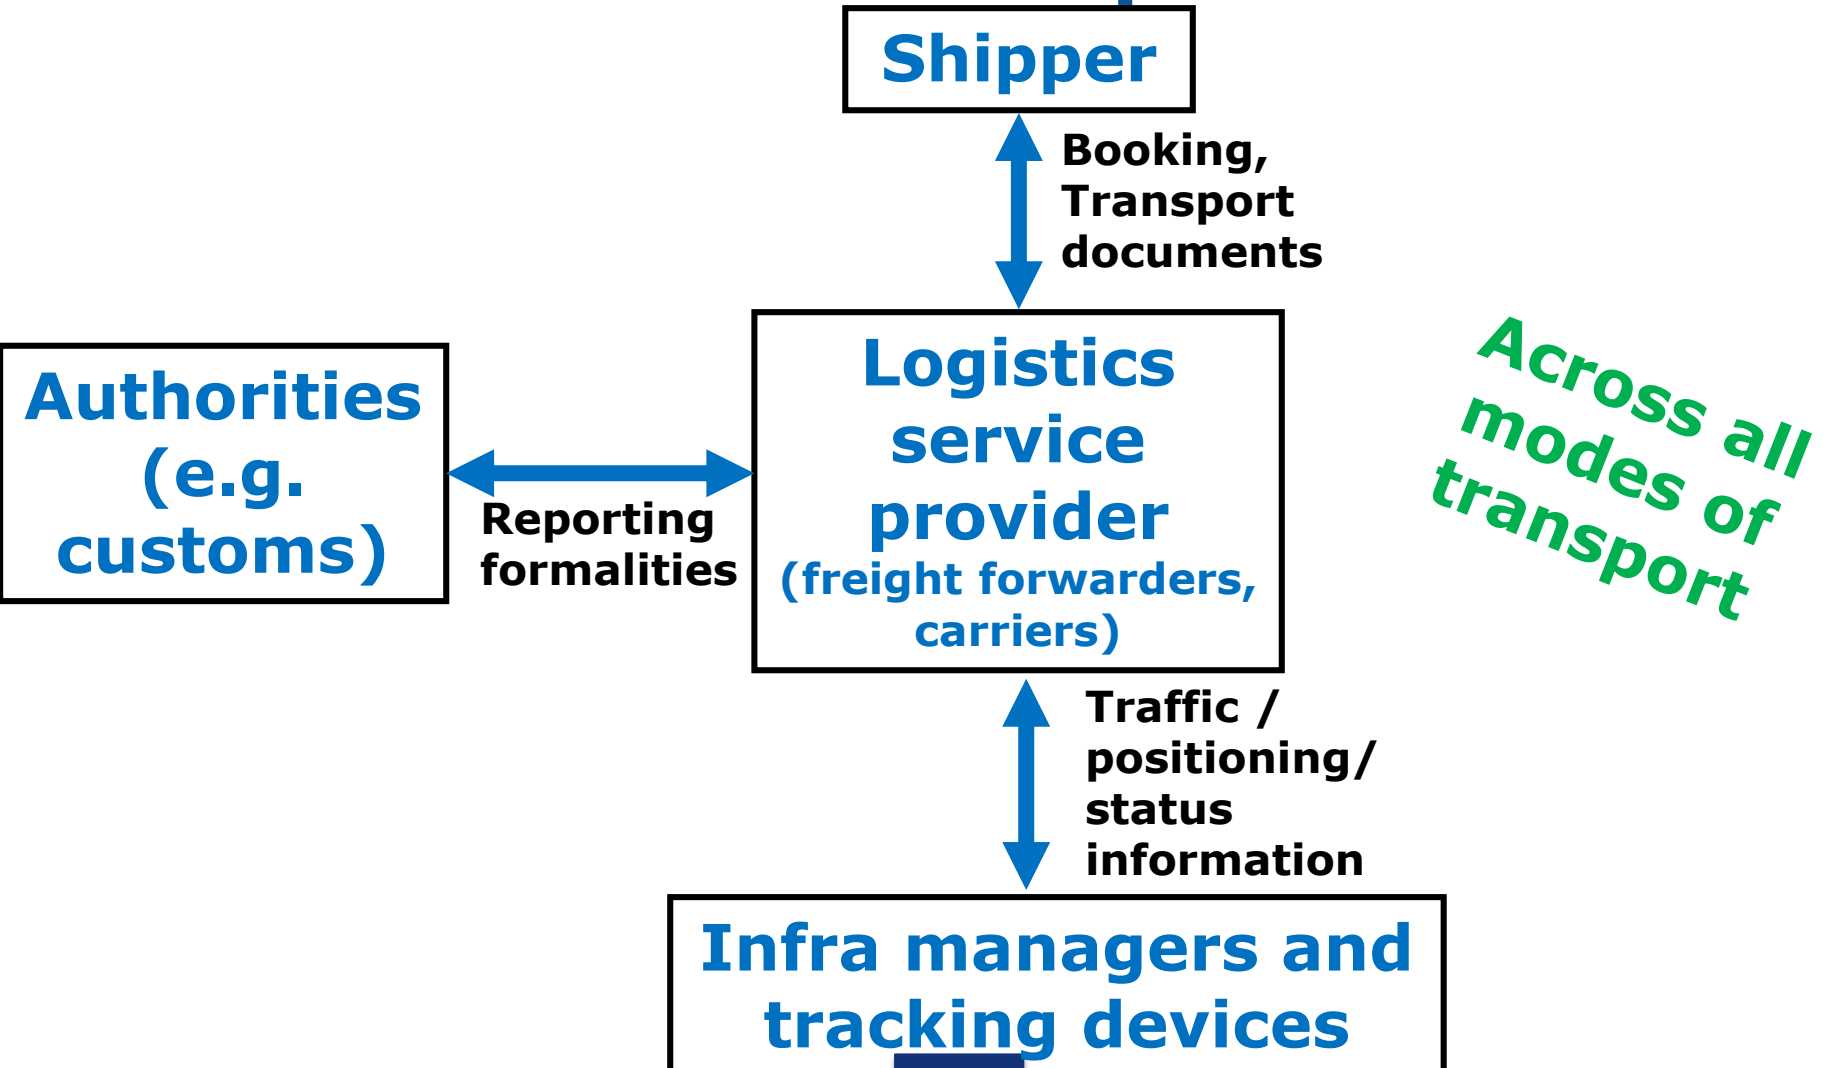 Shipper
Booking,
Transport
documents
Authorities
(e.g.
customs)
Reporting
formalities
Logistics
service
provider
(freight forwarders,
carriers)
Across all
modes of
transport
Traffic /
positioning/
status
information
Infra managers and
tracking devices